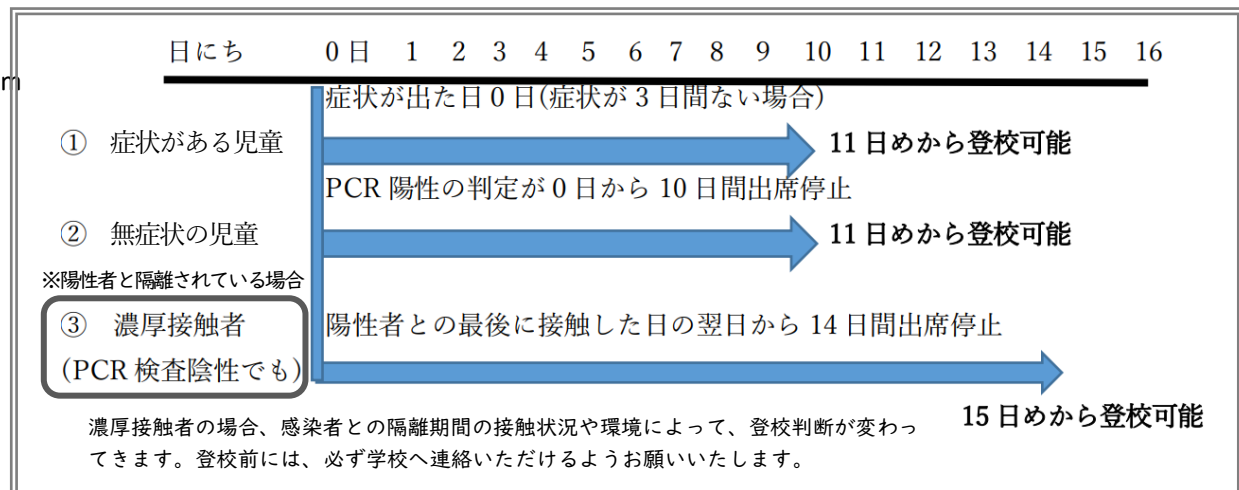 日にち 0日 1 2 3 4 5 6 7 8 9 10 11 12 13 14 15 16
m
症状が出た日0日(症状が3日間ない場合)
① 症状がある児童 11日めから登校可能
PCR陽性の判定が0日から10日間出席停止
② 無症状の児童 11日めから登校可能
※陽性者と隔離されている場合
③ 濃厚接触者 陽性者との最後に接触した日の翌日から14日間出席停止
(PCR検査陰性でも)
15日めから登校可能
濃厚接触者の場合、感染者との隔離期間の接触状況や環境によって、登校判断が変わっ
てきます。登校前には、必ず学校へ連絡いただけるようお願いいたします。